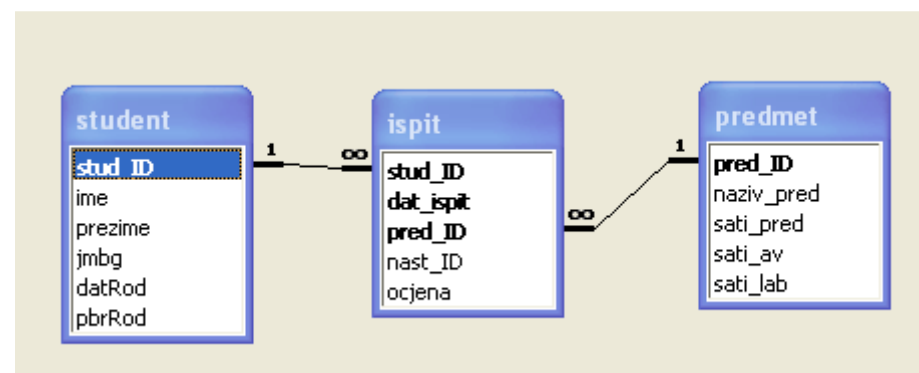 student
stud_ID
ime
prezime
jmbg
datRod
pbrRod
1
∞
ispit
stud_ID
dat_ispit
pred_ID
nast_ID
ocjena
∞
1
predmet
pred_ID
naziv_pred
sati_pred
sati_av
sati_lab